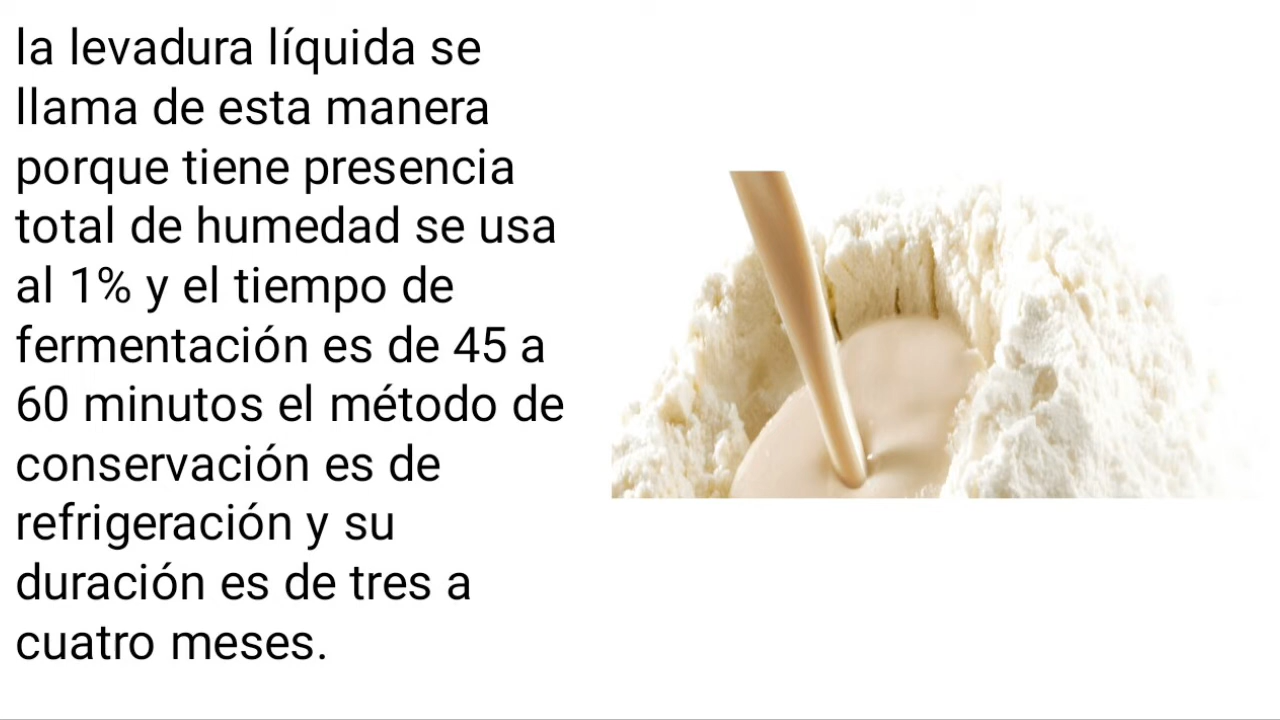 la levadura líquida se
llama de esta manera
porque tiene presencia
total de humedad se usa
al 1% y el tiempo de
fermentación es de 45 a
60 minutos el método de
conservación es de
refrigeración y su
duración es de tres a
cuatro meses.